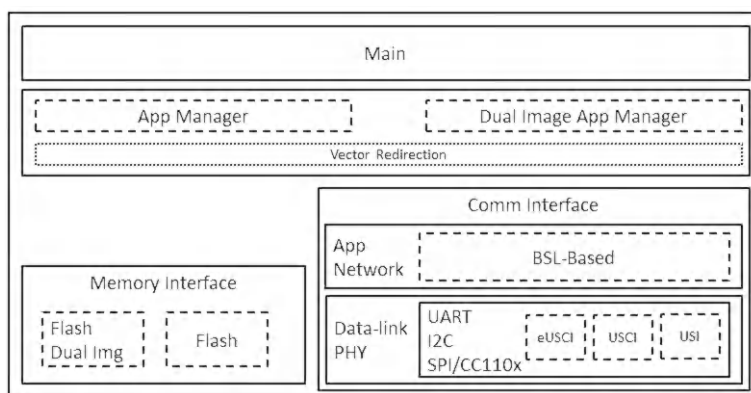 Main
App Manager
Dual Image App Manager
Vector Redirection
Comm Interface
App
Network
BSL-Based
Memory Interface
Flash
Dual Img
Flash
Data-link
PHY
UART
I2C
SPI/CC110x
eUSCI
USCI
USI